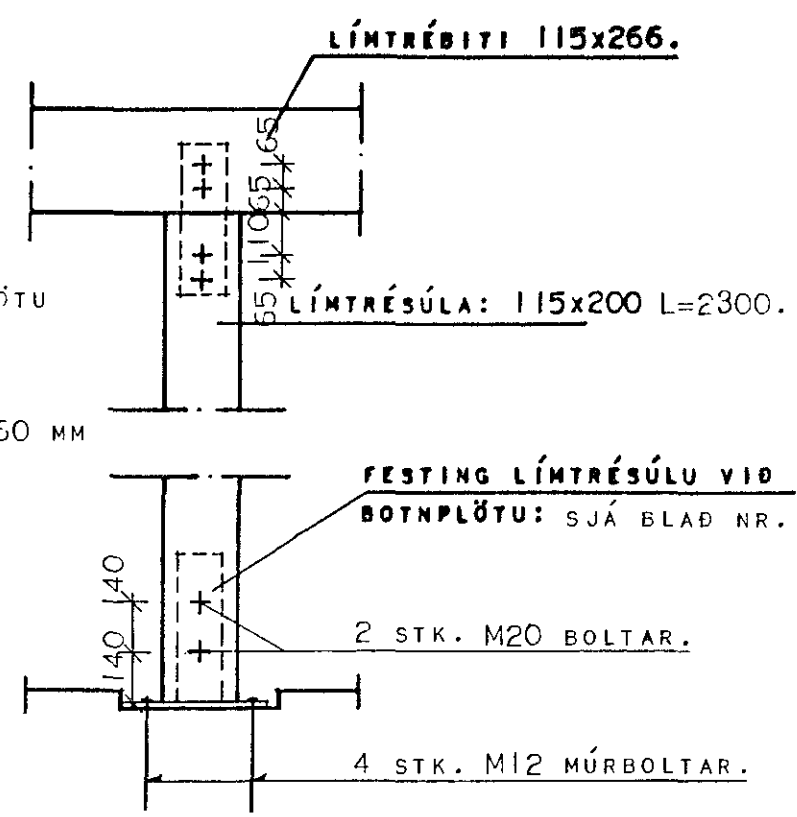 LÍMTRÉBITI 115x266.
65
65
110
65
ÖTU
LÍMTRÉSÚLA: 115x200 L=2300.
50 MM
FESTING LÍMTRÉSÚLU VIÐ
BOTNPLÖTU: SJÁ BLAÐ NR.
140
2 STK. M20 BOLTAR.
140
4 STK. M12 MÚRBOLTAR.